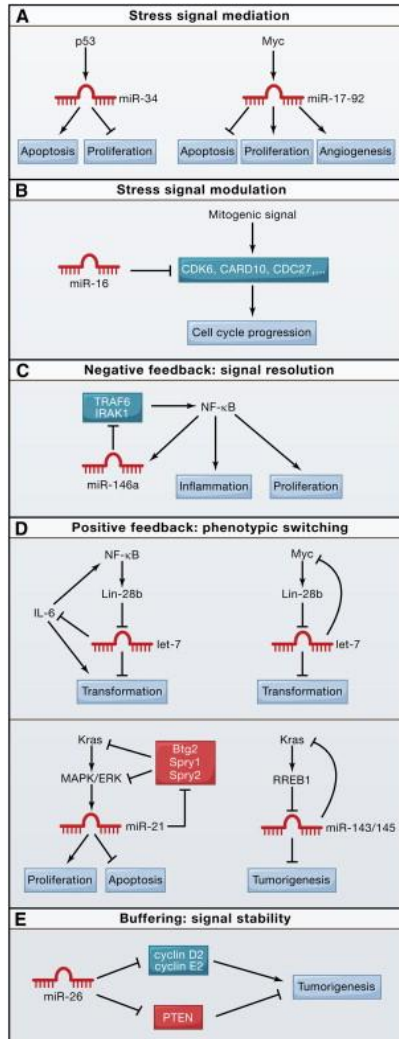 A Stress signal mediation
p53 Myc
miR-34 miR-17-92
Apoptosis Proliferation Apoptosis Proliferation Angiogenesis
B Stress signal modulation
Mitogenic signal
CDK6, CARD10, CDC27,...
miR-16
Cell cycle progression
C Negative feedback: signal resolution
TRAF6
IRAK1
NF-κB
miR-146a
Inflammation Proliferation
D Positive feedback: phenotypic switching
NF-κB Myc
Lin-28b Lin-28b
IL-6
let-7 let-7
Transformation Transformation
Kras Kras
Btg2
Spry1
Spry2
MAPK/ERK RREB1
miR-21 miR-143/145
Proliferation Apoptosis Tumorigenesis
E Buffering: signal stability
cyclin D2
cyclin E2
miR-26 Tumorigenesis
PTEN